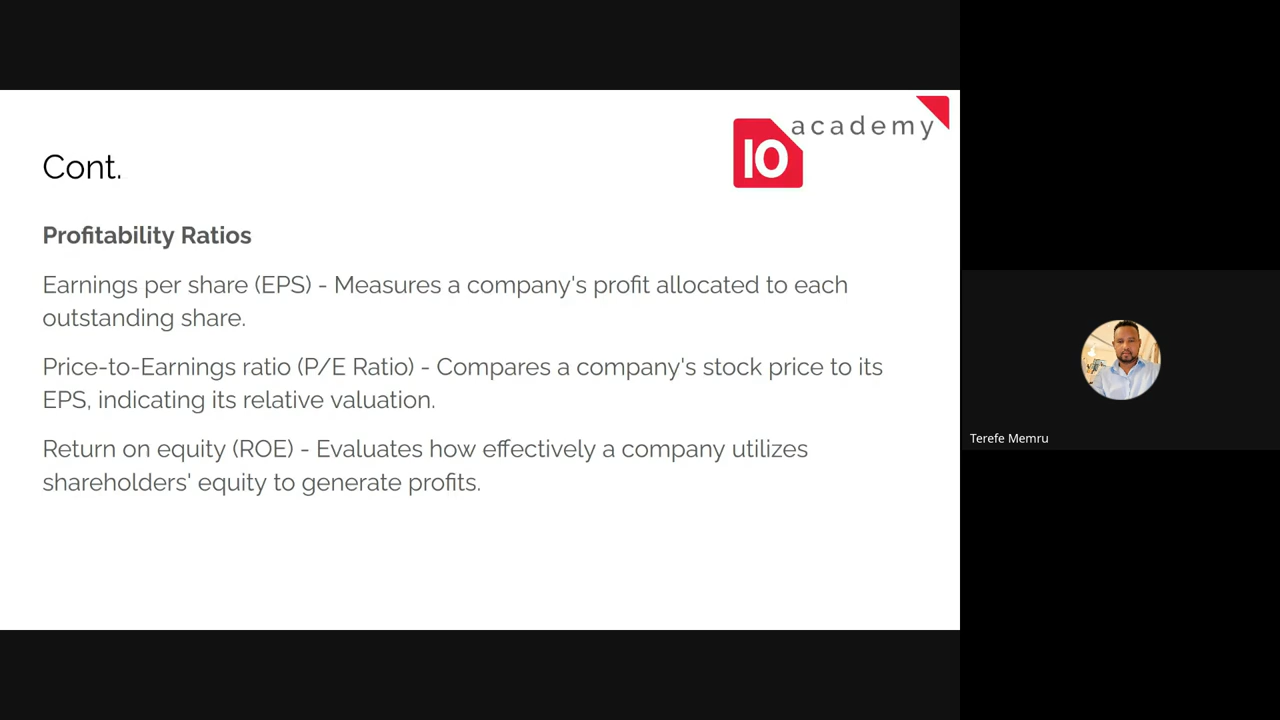 academy
10
Cont.
Profitability Ratios
Earnings per share (EPS) - Measures a company's profit allocated to each
outstanding share.
Price-to-Earnings ratio (P/E Ratio) - Compares a company's stock price to its
EPS, indicating its relative valuation.
Return on equity (ROE) - Evaluates how effectively a company utilizes
shareholders' equity to generate profits.
Terefe Memru